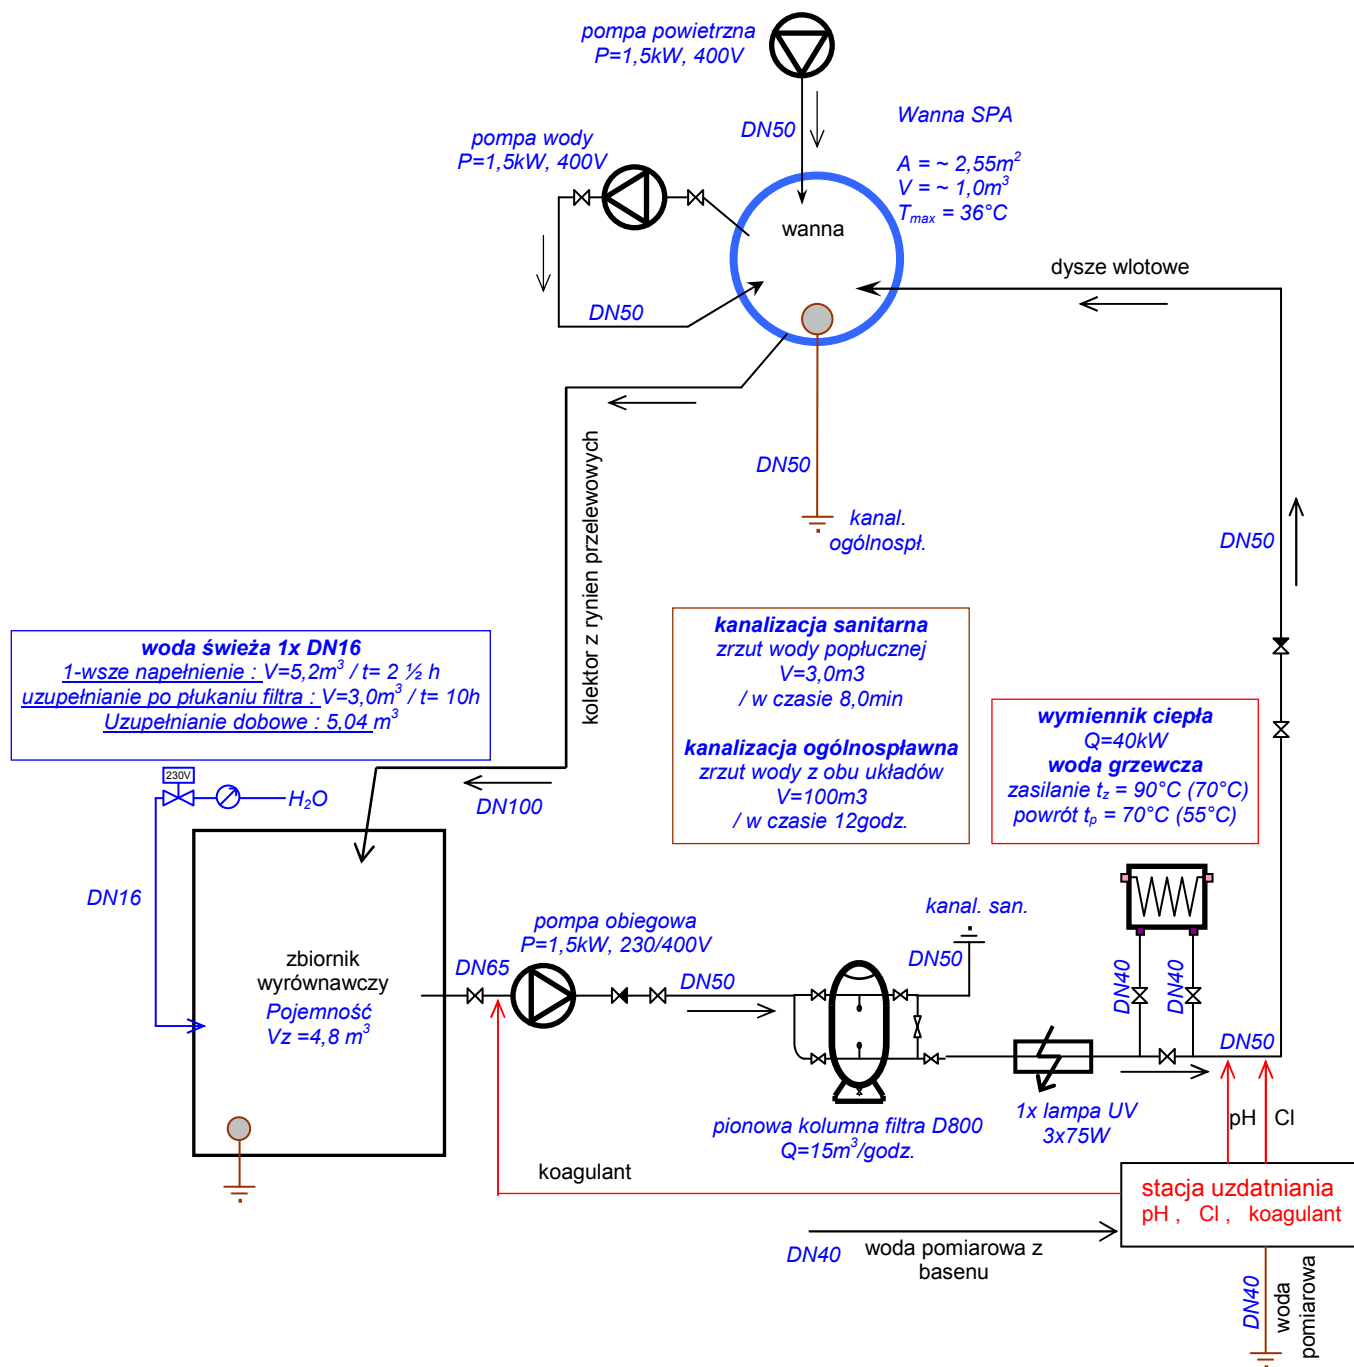 pompa powietrzna
P=1,5kW, 400V
DN50
Wanna SPA
A = ~ 2,55m²
V = ~ 1,0m³
Tmax = 36°C
pompa wody
P=1,5kW, 400V
wanna
dysze wlotowe
DN50
DN50
kanal.
ogólnospł.
DN50
kolektor z rynien przelewowych
woda świeża 1x DN16
1-wsze napełnienie : V=5,2m³ / t= 2 ½ h
uzupełnianie po płukaniu filtra : V=3,0m³ / t= 10h
Uzupełnianie dobowe : 5,04 m³
kanalizacja sanitarna
zrzut wody popłucznej
V=3,0m3
/ w czasie 8,0min
kanalizacja ogólnospławna
zrzut wody z obu układów
V=100m3
/ w czasie 12godz.
wymiennik ciepła
Q=40kW
woda grzewcza
zasilanie tz = 90°C (70°C)
powrót tp = 70°C (55°C)
230V
H₂O
DN100
DN16
pompa obiegowa
P=1,5kW, 230/400V
kanal. san.
zbiornik
wyrównawczy
Pojemność
Vz =4,8 m³
DN65
DN50
DN50
DN40
DN40
DN50
pionowa kolumna filtra D800
Q=15m³/godz.
1x lampa UV
3x75W
pH
Cl
koagulant
stacja uzdatniania
pH , Cl , koagulant
DN40
woda pomiarowa z
basenu
DN40
woda
pomiarowa